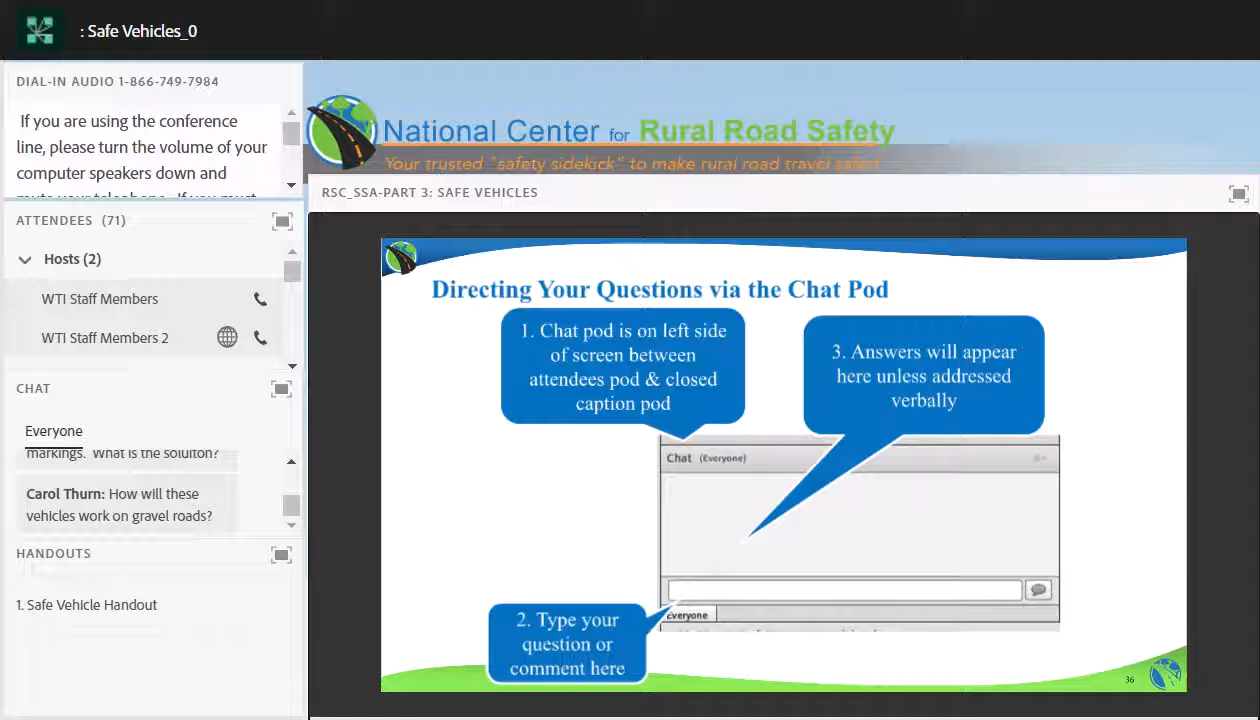 : Safe Vehicles_0
DIAL-IN AUDIO 1-866-749-7984
If you are using the conference
line, please turn the volume of your
computer speakers down and
mute your telephone. If you must
ATTENDEES (71)
Hosts (2)
WTI Staff Members
WTI Staff Members 2
CHAT
Everyone
markings. What is the soluiton?
Carol Thurn: How will these
vehicles work on gravel roads?
HANDOUTS
1. Safe Vehicle Handout
National Center for Rural Road Safety
Your trusted "safety sidekick" to make rural road travel safer!
RSC_SSA-PART 3: SAFE VEHICLES
Directing Your Questions via the Chat Pod
1. Chat pod is on left side
of screen between
attendees pod & closed
caption pod
3. Answers will appear
here unless addressed
verbally
Chat (Everyone)
2. Type your
question or
comment here
Everyone
36